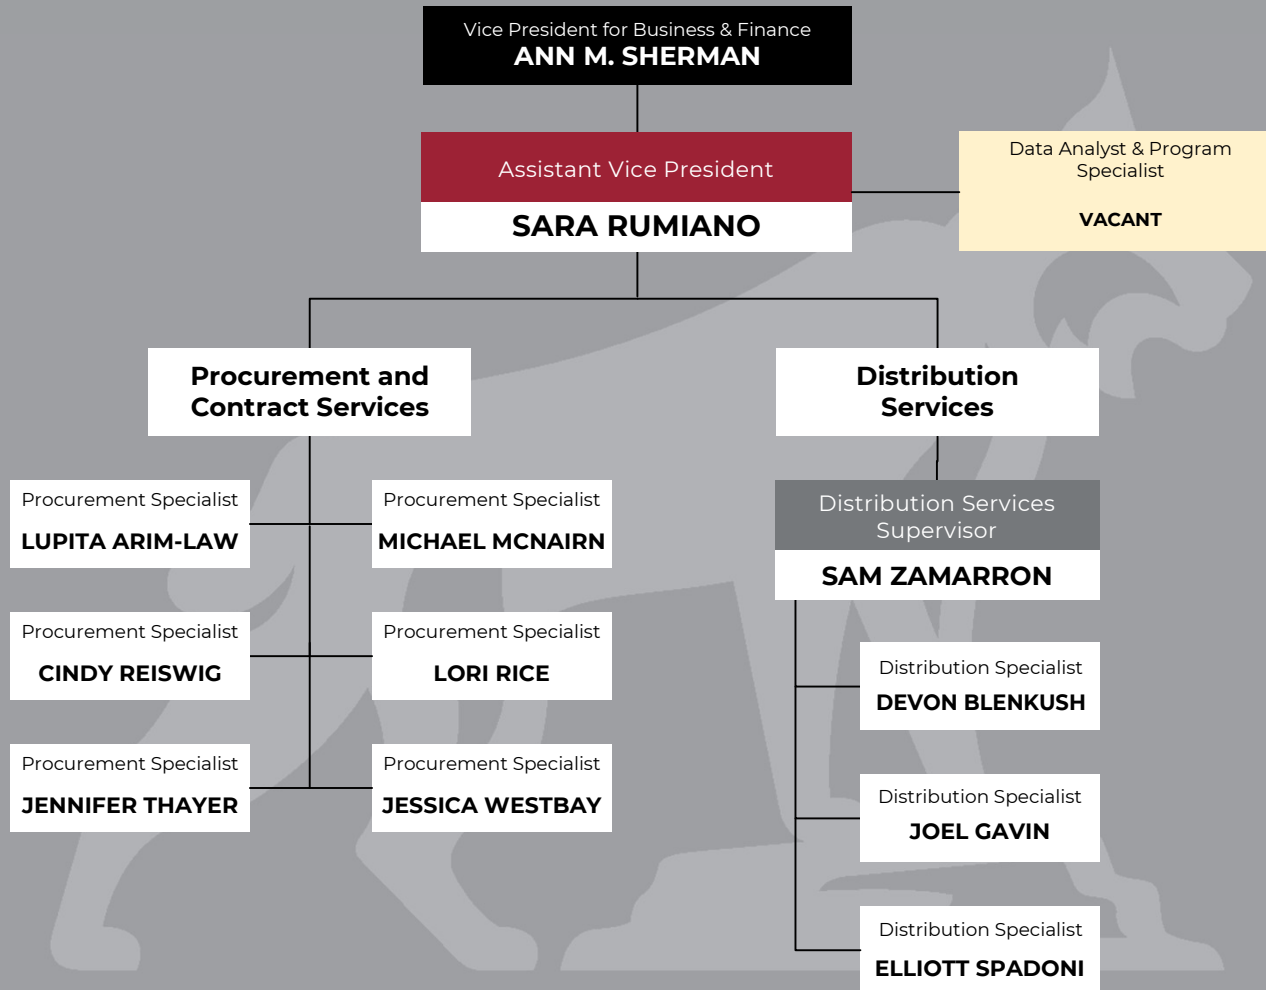 Vice President for Business & Finance
ANN M. SHERMAN
Assistant Vice President
SARA RUMIANO
Data Analyst & Program
Specialist
VACANT
Procurement and
Contract Services
Procurement Specialist
LUPITA ARIM-LAW
Procurement Specialist
MICHAEL MCNAIRN
Procurement Specialist
CINDY REISWIG
Procurement Specialist
LORI RICE
Procurement Specialist
JENNIFER THAYER
Procurement Specialist
JESSICA WESTBAY
Distribution
Services
Distribution Services
Supervisor
SAM ZAMARRON
Distribution Specialist
DEVON BLENKUSH
Distribution Specialist
JOEL GAVIN
Distribution Specialist
ELLIOTT SPADONI